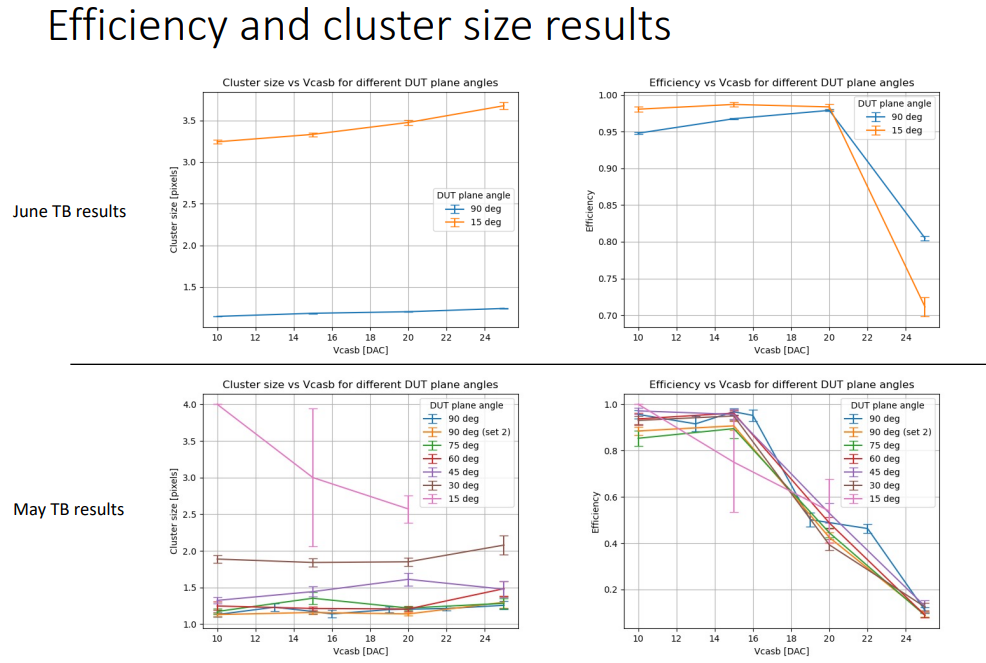 Efficiency and cluster size results
June TB results
Cluster size vs Vcasb for different DUT plane angles
Cluster size [pixels]
3.5
3.0
2.5
2.0
1.5
DUT plane angle
90 deg
15 deg
10 12 14 16 18 20 22 24
Vcasb [DAC]
Efficiency vs Vcasb for different DUT plane angles
Efficiency
1.00
0.95
0.90
0.85
0.80
0.75
0.70
DUT plane angle
90 deg
15 deg
10 12 14 16 18 20 22 24
Vcasb [DAC]
May TB results
Cluster size vs Vcasb for different DUT plane angles
Cluster size [pixels]
4.0
3.5
3.0
2.5
2.0
1.5
1.0
DUT plane angle
90 deg
90 deg (set 2)
75 deg
60 deg
45 deg
30 deg
15 deg
10 12 14 16 18 20 22 24
Vcasb [DAC]
Efficiency vs Vcasb for different DUT plane angles
Efficiency
1.0
0.8
0.6
0.4
0.2
DUT plane angle
90 deg
90 deg (set 2)
75 deg
60 deg
45 deg
30 deg
15 deg
10 12 14 16 18 20 22 24
Vcasb [DAC]